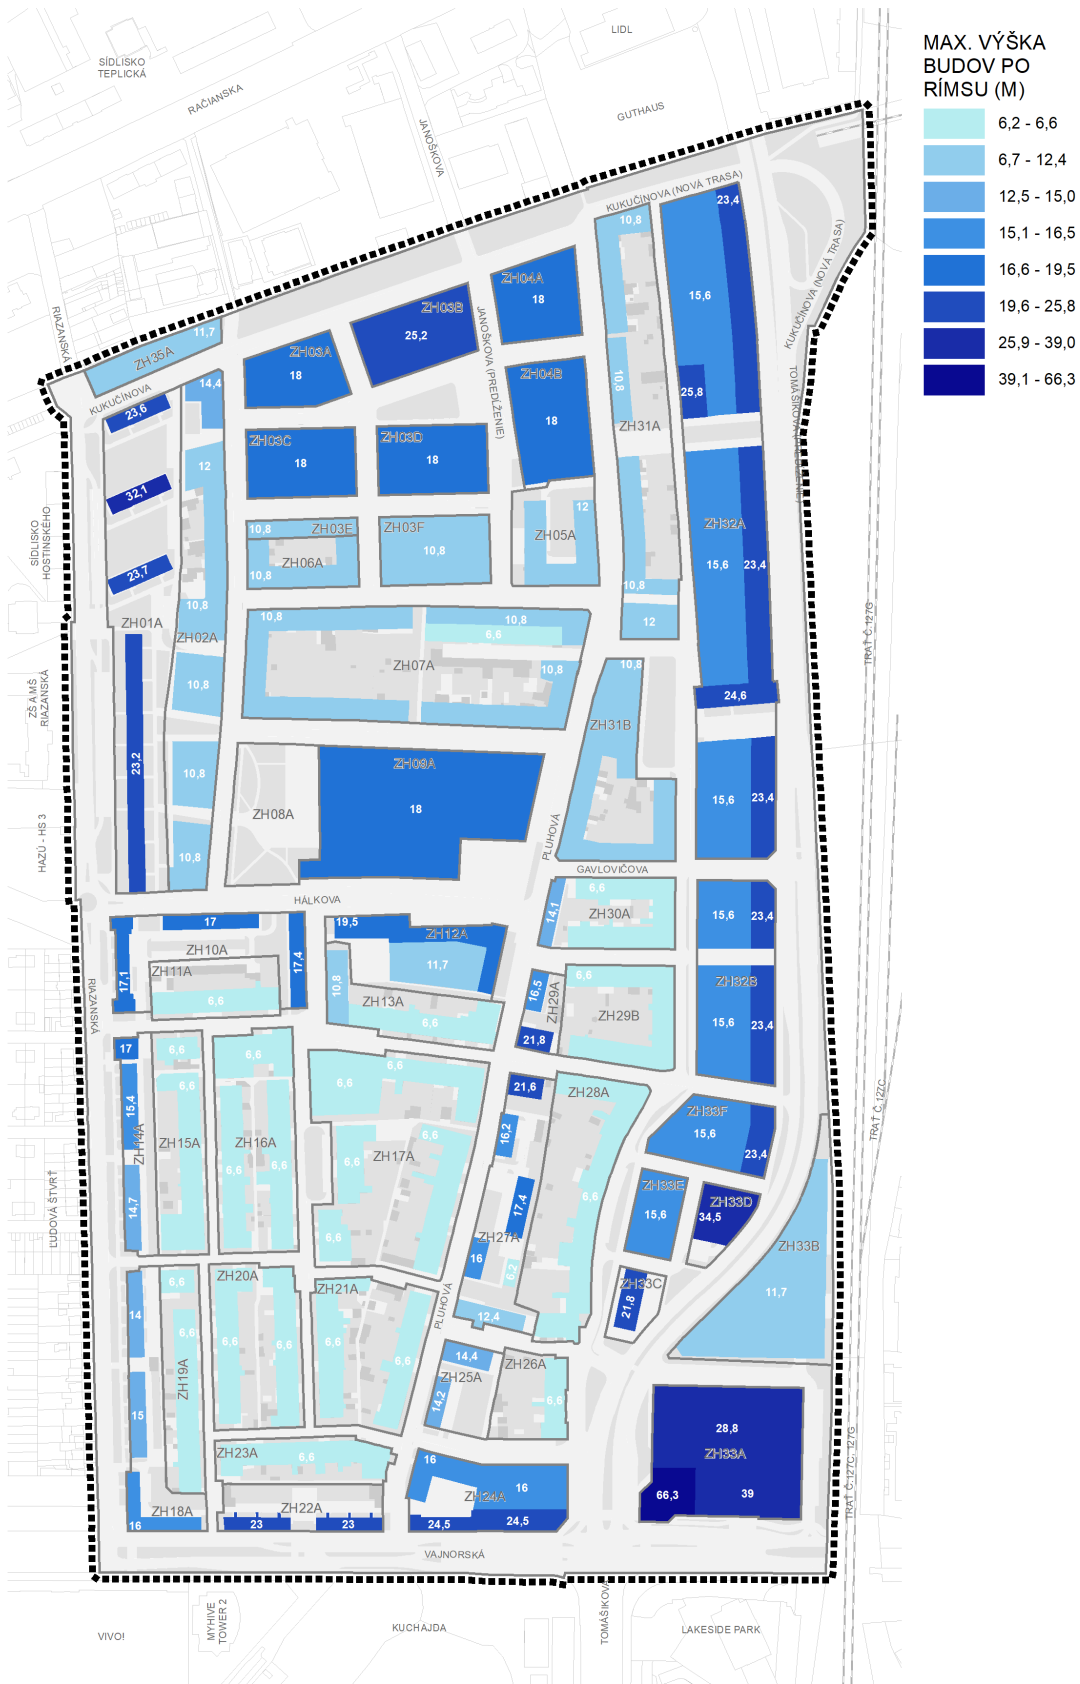 MAX. VÝŠKA
BUDOV PO
RÍMSU (M)
6,2 - 6,6
6,7 - 12,4
12,5 - 15,0
15,1 - 16,5
16,6 - 19,5
19,6 - 25,8
25,9 - 39,0
39,1 - 66,3
LIDL
SÍDLISKO
TEPLICKÁ
RAČIANSKA
JANOŠKOVA
GUTHAUS
KUKUČÍNOVA (NOVÁ TRASA)
23,4
10,8
KUKUČÍNOVA (NOVÁ TRASA)
ZH04A
18
15,6
ZH03B
25,2
JANOŠKOVA (PREDĹŽENIE)
RIAZANSKÁ
11,7
ZH35A
ZH03A
18
ZH04B
18
10,8
25,8
TOMÁŠIKOVA (PREDĹŽENIE)
KUKUČÍNOVA
14,4
23,6
ZH31A
ZH03C
18
ZH03D
18
12
32,1
12
ZH32A
15,6
23,4
10,8
ZH03E
ZH03F
10,8
ZH05A
ZH06A
10,8
SÍDLISKO
HOSTINSKÉHO
23,7
10,8
10,8
12
ZH01A
ZH02A
10,8
10,8
6,6
ZH07A
10,8
10,8
10,8
24,6
TRAŤ Č.127G
ZŠ A MŠ
RIAZANSKÁ
ZH31B
23,2
10,8
ZH09A
18
ZH08A
15,6
23,4
HAZÚ - HS 3
PLUHOVÁ
10,8
GAVLOVIČOVA
HÁLKOVA
6,6
14,1
ZH30A
15,6
23,4
17
19,5
ZH12A
17,1
ZH10A
17,4
11,7
ZH11A
6,6
10,8
ZH13A
6,6
16,5
ZH29A
6,6
ZH29B
21,8
ZH32B
15,6
23,4
RIAZANSKÁ
17
6,6
6,6
6,6
6,6
21,6
ZH28A
6,6
15,4
ZH14A
ZH15A
ZH16A
6,6
6,6
6,6
6,6
6,6
ZH17A
16,2
ZH33F
15,6
23,4
TRAŤ Č.127C
ĽUDOVÁ ŠTVRŤ
14,7
6,6
17,4
6,6
ZH33E
15,6
ZH33D
34,5
ZH27A
16
6,2
ZH33B
11,7
6,6
ZH20A
ZH21A
ZH33C
21,8
PLUHOVÁ
14
6,6
6,6
6,6
6,6
6,6
12,4
ZH19A
14,4
ZH25A
14,2
ZH26A
6,6
15
28,8
ZH33A
66,3
39
ZH23A
6,6
16
16
ZH24A
ZH18A
16
ZH22A
23
23
24,5
24,5
TRAŤ Č.127C, 127G
VAJNORSKÁ
VIVO!
MYHIVE
TOWER 2
KUCHAJDA
TOMÁŠIKOVA
LAKESIDE PARK